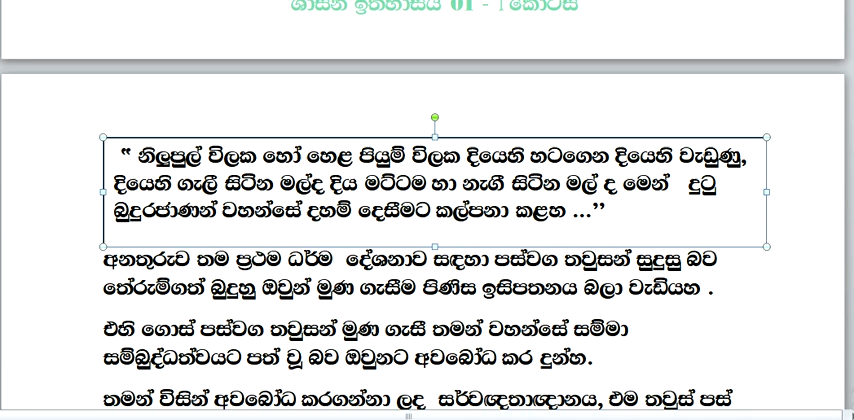 ශාසන ඉතිහාසය 01 - I කොටස
“ නිලුපුල් විලක හෝ හෙළ පියුම් විලක දියෙහි හටගෙන දියෙහි වැඩුණු,
දියෙහි ගැලී සිටින මල්ද දිය මට්ටම හා නැගී සිටින මල් ද මෙන් දුටු
බුදුරජාණන් වහන්සේ දහම් දෙසීමට කල්පනා කළහ ...’’
අනතුරුව තම ප්‍රථම ධර්ම දේශනාව සඳහා පස්වග තවුසන් සුදුසු බව
තේරුම්ගත් බුදුහු ඔවුන් මුණ ගැසීම පිණිස ඉසිපතනය බලා වැඩියහ .
එහි ගොස් පස්වග තවුසන් මුණ ගැසී තමන් වහන්සේ සම්මා
සම්බුද්ධත්වයට පත් වූ බව ඔවුනට අවබෝධ කර දුන්හ.
තමන් විසින් අවබෝධ කරගන්නා ලද සර්වඥතාඥානය, එම තවුස් පස්